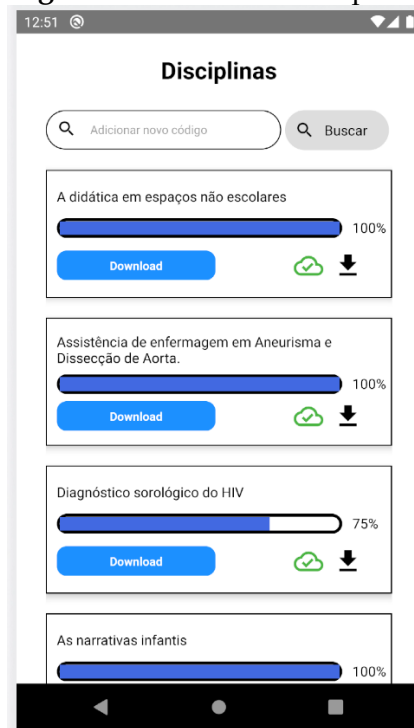 12:51
Disciplinas
Adicionar novo código
Buscar
A didática em espaços não escolares
100%
Download
Assistência de enfermagem em Aneurisma e
Dissecção de Aorta.
100%
Download
Diagnóstico sorológico do HIV
75%
Download
As narrativas infantis
100%